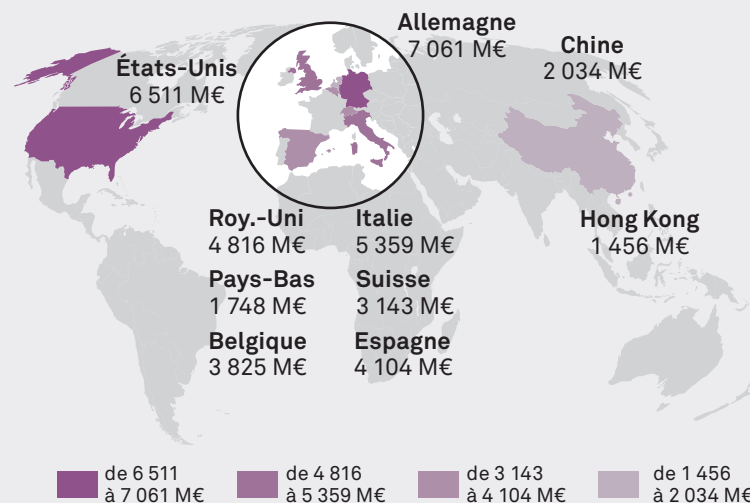 Allemagne
7 061 M€
Chine
2 034 M€
États-Unis
6 511 M€
Roy.-Uni
4 816 M€
Italie
5 359 M€
Hong Kong
1 456 M€
Pays-Bas
1 748 M€
Suisse
3 143 M€
Belgique
3 825 M€
Espagne
4 104 M€
de 6 511
à 7 061 M€
de 4 816
à 5 359 M€
de 3 143
à 4 104 M€
de 1 456
à 2 034 M€